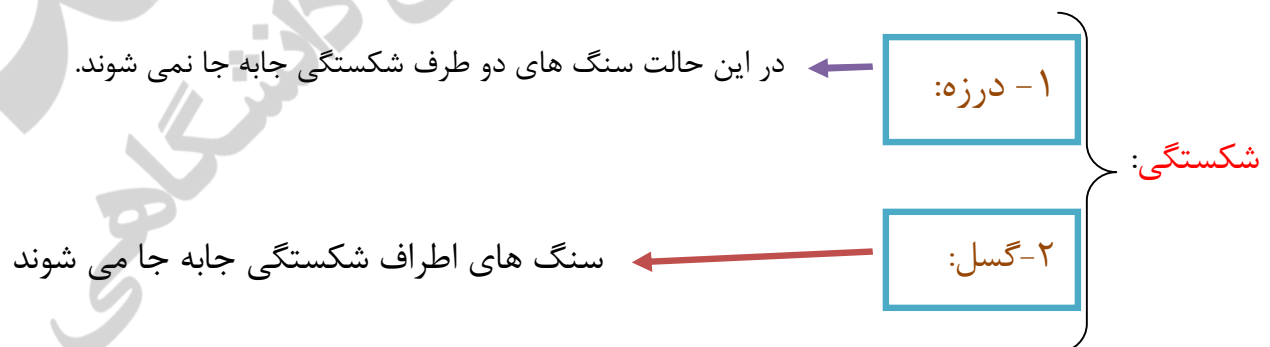 شکستگی:
۱- درزه:
در این حالت سنگ های دو طرف شکستگی جابه جا نمی شوند.
۲-گسل:
سنگ های اطراف شکستگی جابه جا می شوند